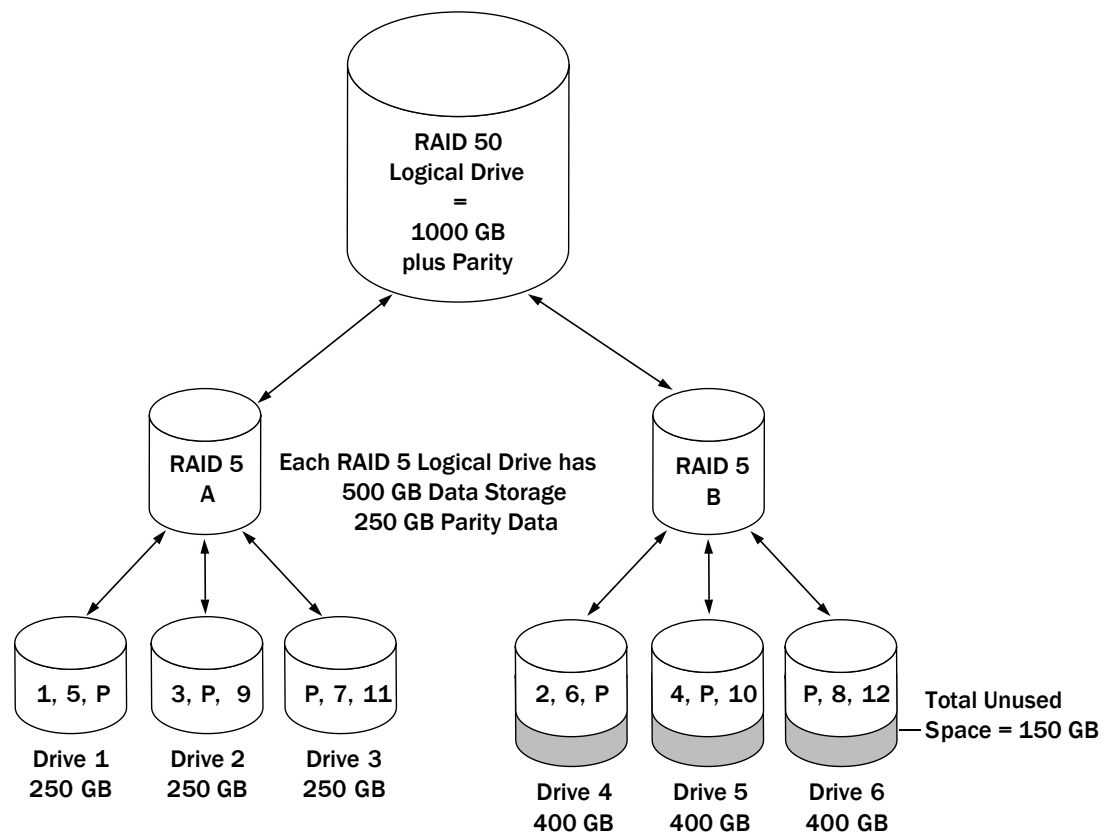 RAID 50
Logical Drive
=
1000 GB
plus Parity
RAID 5
A
Each RAID 5 Logical Drive has
500 GB Data Storage
250 GB Parity Data
RAID 5
B
1, 5, P
3, P, 9
P, 7, 11
2, 6, P
4, P, 10
P, 8, 12
Total Unused
Space = 150 GB
Drive 1
250 GB
Drive 2
250 GB
Drive 3
250 GB
Drive 4
400 GB
Drive 5
400 GB
Drive 6
400 GB